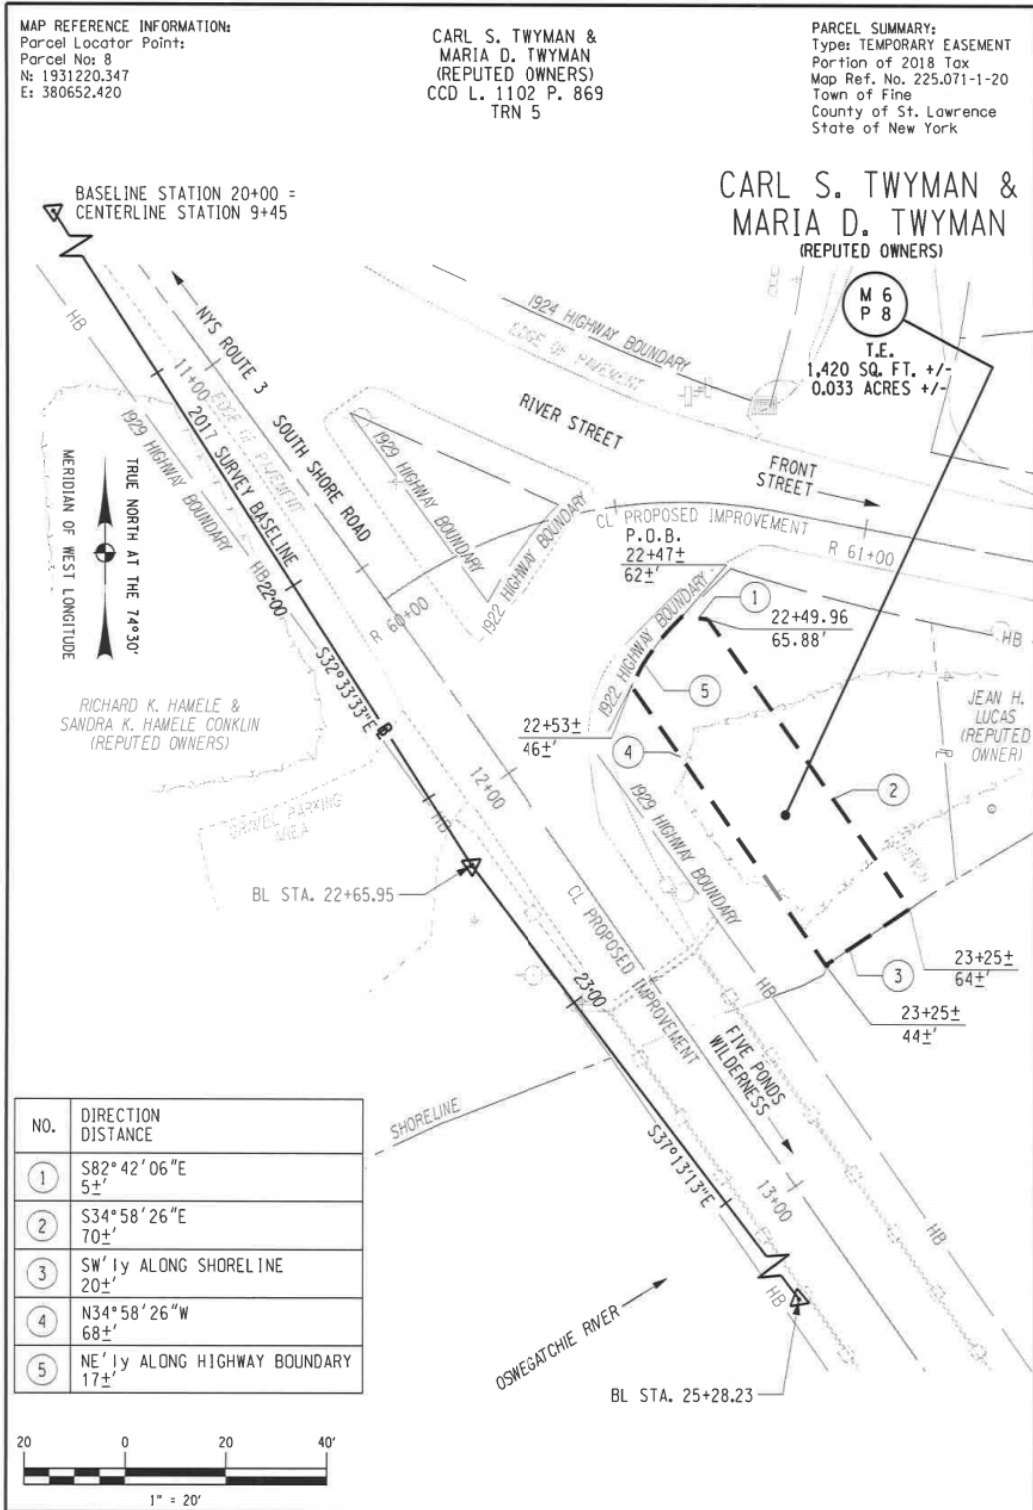 MAP REFERENCE INFORMATION:
Parcel Locator Point:
Parcel No: 8
N: 1931220.347
E: 380652.420
CARL S. TWYMAN &
MARIA D. TWYMAN
(REPUTED OWNERS)
CCD L. 1102 P. 869
TRN 5
PARCEL SUMMARY:
Type: TEMPORARY EASEMENT
Portion of 2018 Tax
Map Ref. No. 225.071-1-20
Town of Fine
County of St. Lawrence
State of New York
CARL S. TWYMAN &
MARIA D. TWYMAN
(REPUTED OWNERS)
BASELINE STATION 20+00 =
CENTERLINE STATION 9+45
M 6
P 8
T.E.
1,420 SQ. FT. +/-
0.033 ACRES +/-
HB
NYS ROUTE 3
SOUTH SHORE ROAD
1924 HIGHWAY BOUNDARY
EDGE OF PAVEMENT
RIVER STREET
11+00
EDGE OF PAVEMENT
2017 SURVEY BASELINE
1929 HIGHWAY BOUNDARY
1929 HIGHWAY BOUNDARY
1922 HIGHWAY BOUNDARY
FRONT
STREET
CL PROPOSED IMPROVEMENT
R 61+00
P.O.B.
22+47±
62±'
TRUE NORTH AT THE 74°30'
MERIDIAN OF WEST LONGITUDE
HB
22+00
R 60+00
1922 HIGHWAY BOUNDARY
1
22+49.96
65.88'
HB
5
S32°33'33"E
RICHARD K. HAMELE &
SANDRA K. HAMELE CONKLIN
(REPUTED OWNERS)
B
22+53±
46±'
4
JEAN H.
LUCAS
(REPUTED
OWNER)
PL
2
12+00
1929 HIGHWAY BOUNDARY
GRAVEL PARKING
AREA
HB
BL STA. 22+65.95
CL PROPOSED IMPROVEMENT
3
23+25±
64±'
23+25±
44±'
23+00
HB
FIVE PONDS
WILDERNESS
SHORELINE
S37°13'13"E
13+00
HB
HB
OSWEGATCHIE RIVER
BL STA. 25+28.23
NO. DIRECTION
DISTANCE
1 S82°42'06"E
5±'
2 S34°58'26"E
70±'
3 SW'ly ALONG SHORELINE
20±'
4 N34°58'26"W
68±'
5 NE'ly ALONG HIGHWAY BOUNDARY
17±'
20 0 20 40'
1" = 20'